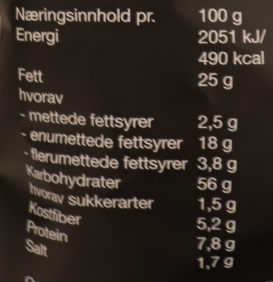 Næringsinnhold pr. 100 g
Energi 2051 kJ/
490 kcal
Fett 25 g
hvorav
- mettede fettsyrer 2,5 g
- enumettede fettsyrer 18 g
- flerumettede fettsyrer 3,8 g
Karbohydrater 56 g
hvorav sukkerarter 1,5 g
Kostfiber 5,2 g
Protein 7,8 g
Salt 1,7 g